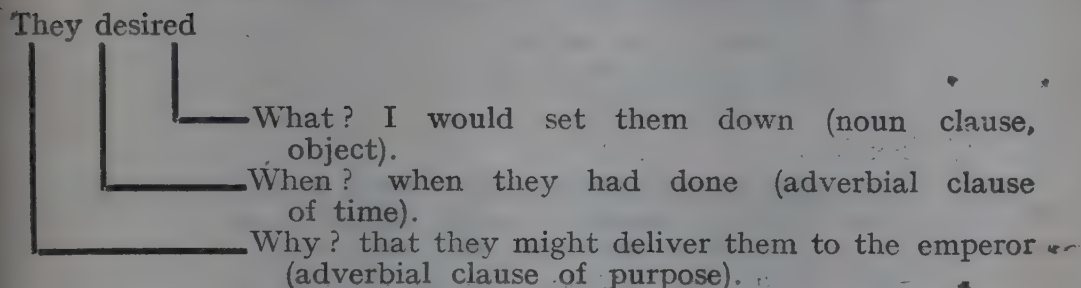 They desired
What ? I would set them down (noun clause,
object).
When ? when they had done (adverbial clause
of time).
Why ? that they might deliver them to the emperor
(adverbial clause of purpose).